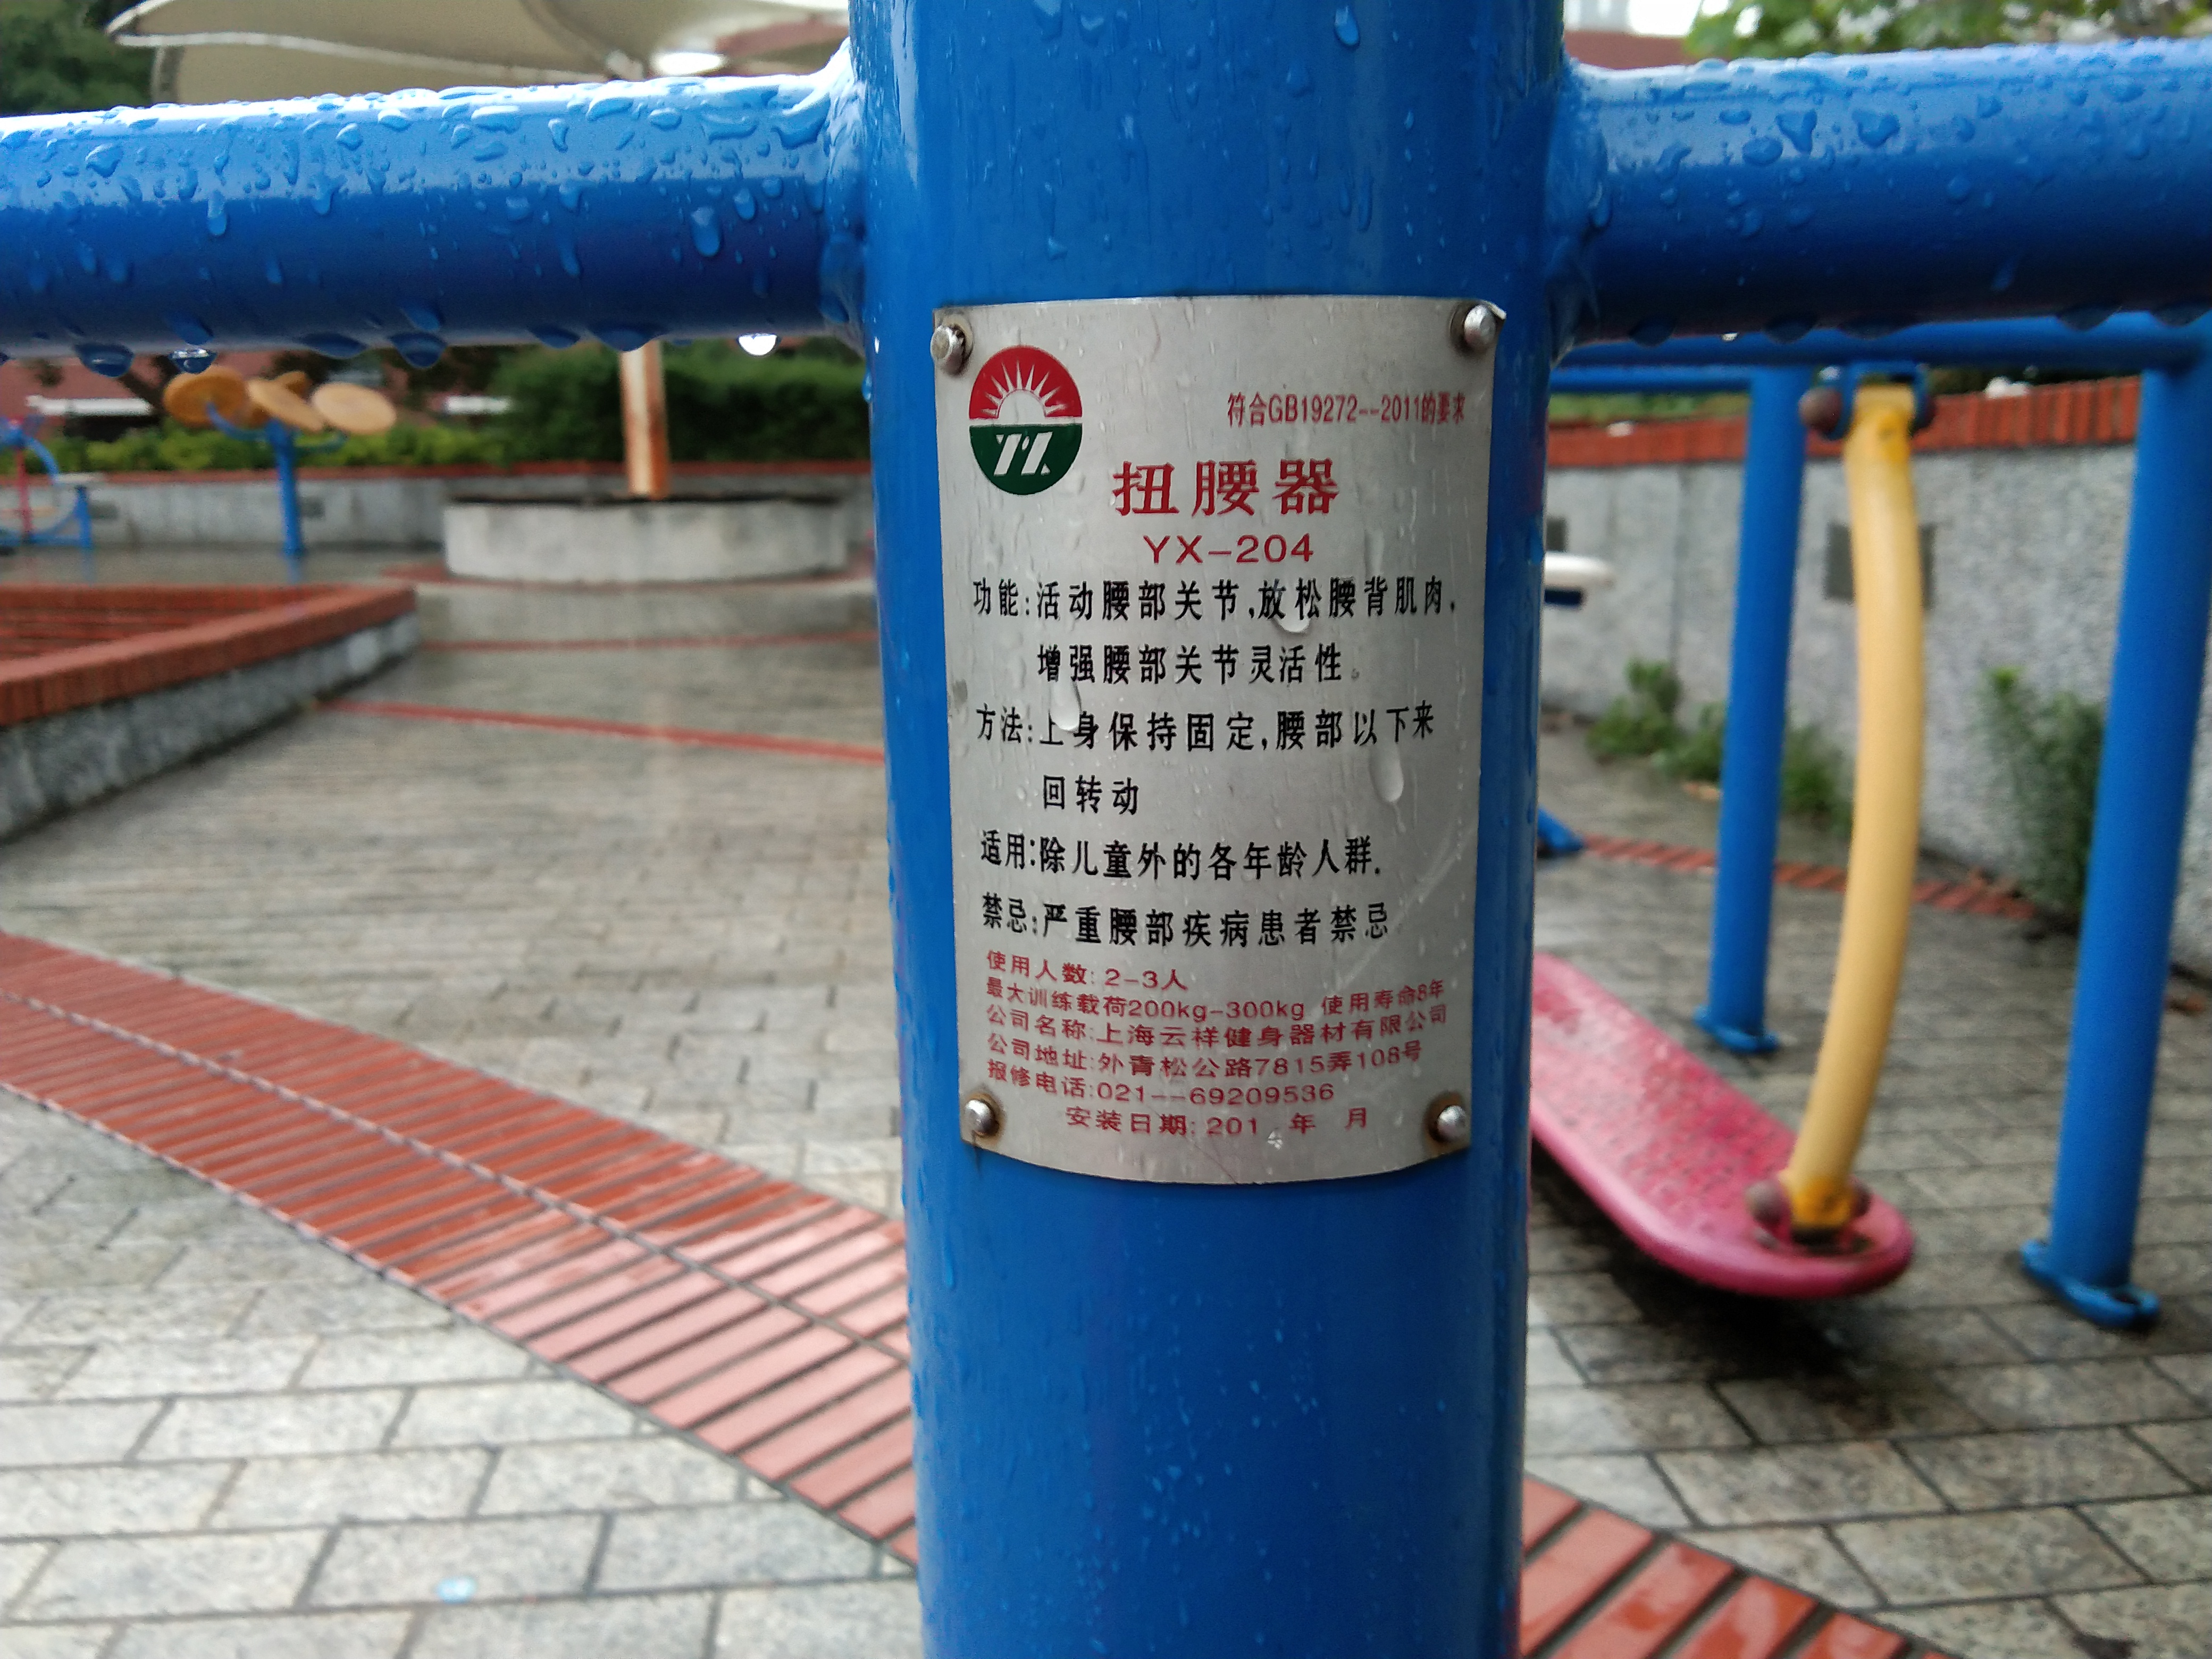 符合GB19272--2011的要求
扭腰器
YX-204
功能:活动腰部关节,放松腰背肌肉,
增强腰部关节灵活性。
方法:上身保持固定,腰部以下来
回转动
适用:除儿童外的各年龄人群.
禁忌:严重腰部疾病患者禁忌
使用人数: 2-3人
最大训练载荷200kg-300kg 使用寿命8年
公司名称:上海云祥健身器材有限公司
公司地址:外青松公路7815弄108号
报修电话:021--69209536
安装日期: 201 年 月